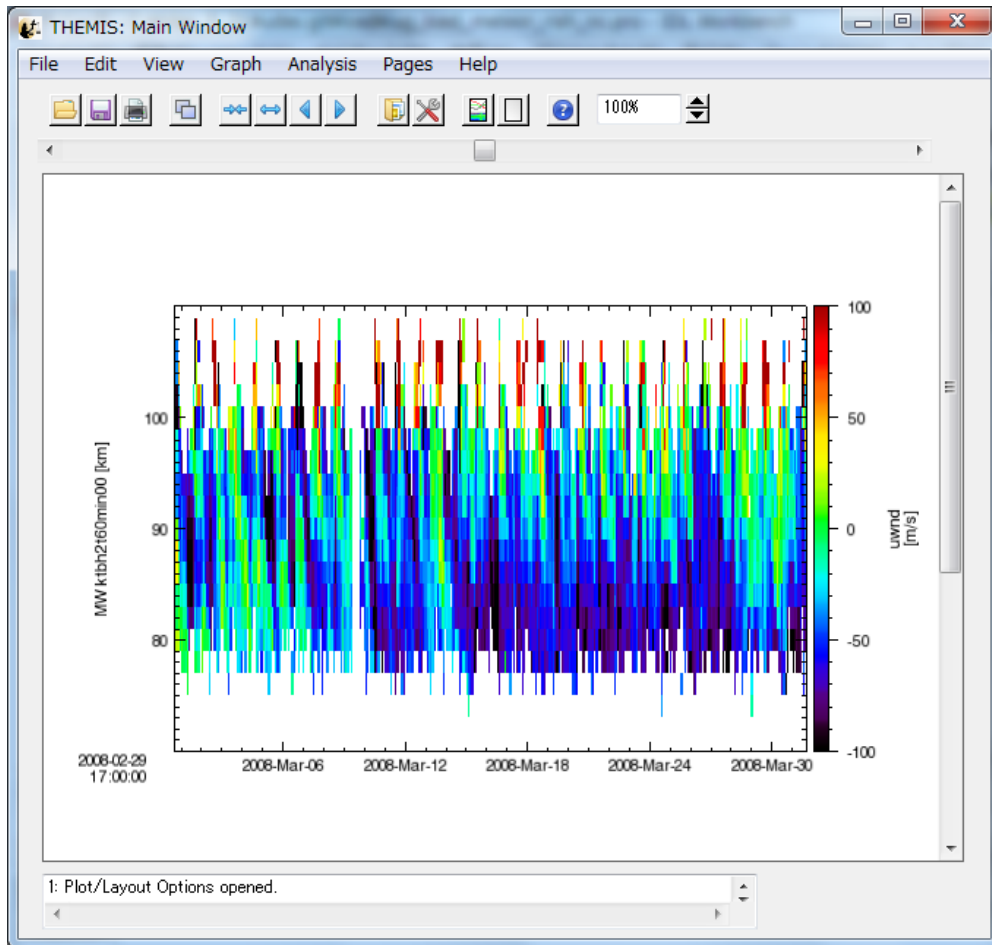 THEMIS: Main Window
File Edit View Graph Analysis Pages Help
100%
100
90
80
MW ktbh2t60min00 [km]
2008-02-29
17:00:00
2008-Mar-06 2008-Mar-12 2008-Mar-18 2008-Mar-24 2008-Mar-30
100
50
0
-50
-100
uwnd
[m/s]
1: Plot/Layout Options opened.